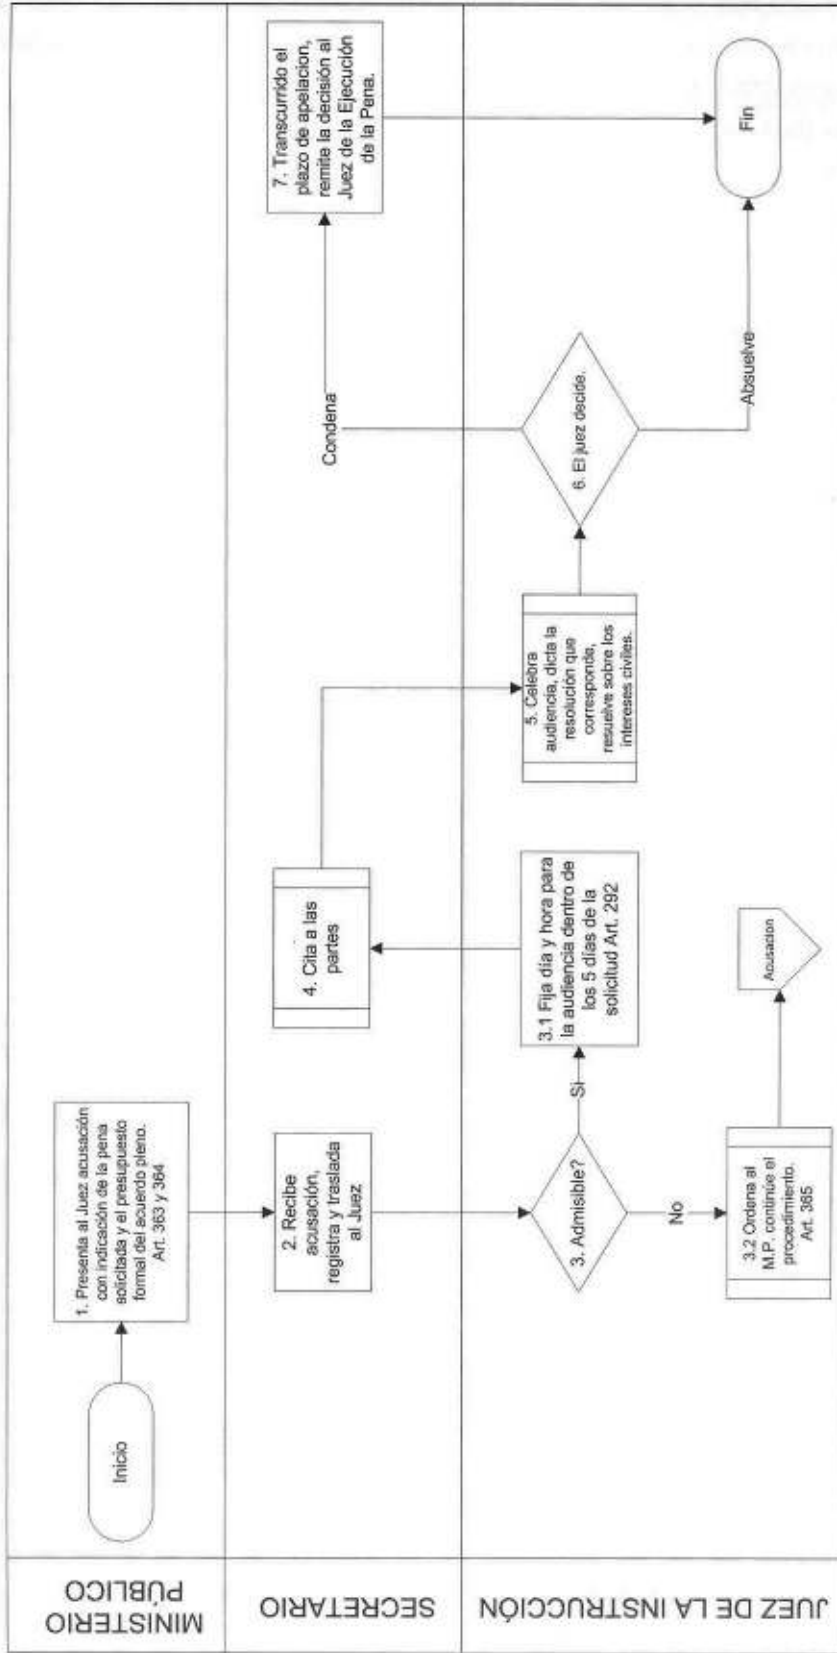 MINISTERIO
PÚBLICO
Inicio
1. Presenta al Juez acusación
con indicación de la pena
solicitada y el presupuesto
formal del acuerdo pleno.
Art. 363 y 364
SECRETARIO
2. Recibe
acusación,
registra y traslada
al Juez
4. Cita a las
partes
Condena
7. Transcurrido el
plazo de apelacion,
remite la decisión al
Juez de la Ejecución
de la Pena.
JUEZ DE LA INSTRUCCIÓN
3. Admisible?
Si
No
3.1 Fija día y hora para
la audiencia dentro de
los 5 días de la
solicitud Art. 292
3.2 Ordena al
M.P. continúe el
procedimiento.
Art. 365
Acusacion
5. Celebra
audiencia, dicta la
resolución que
corresponde,
resuelve sobre los
intereses civiles.
6. El juez decide.
Absuelve
Fin